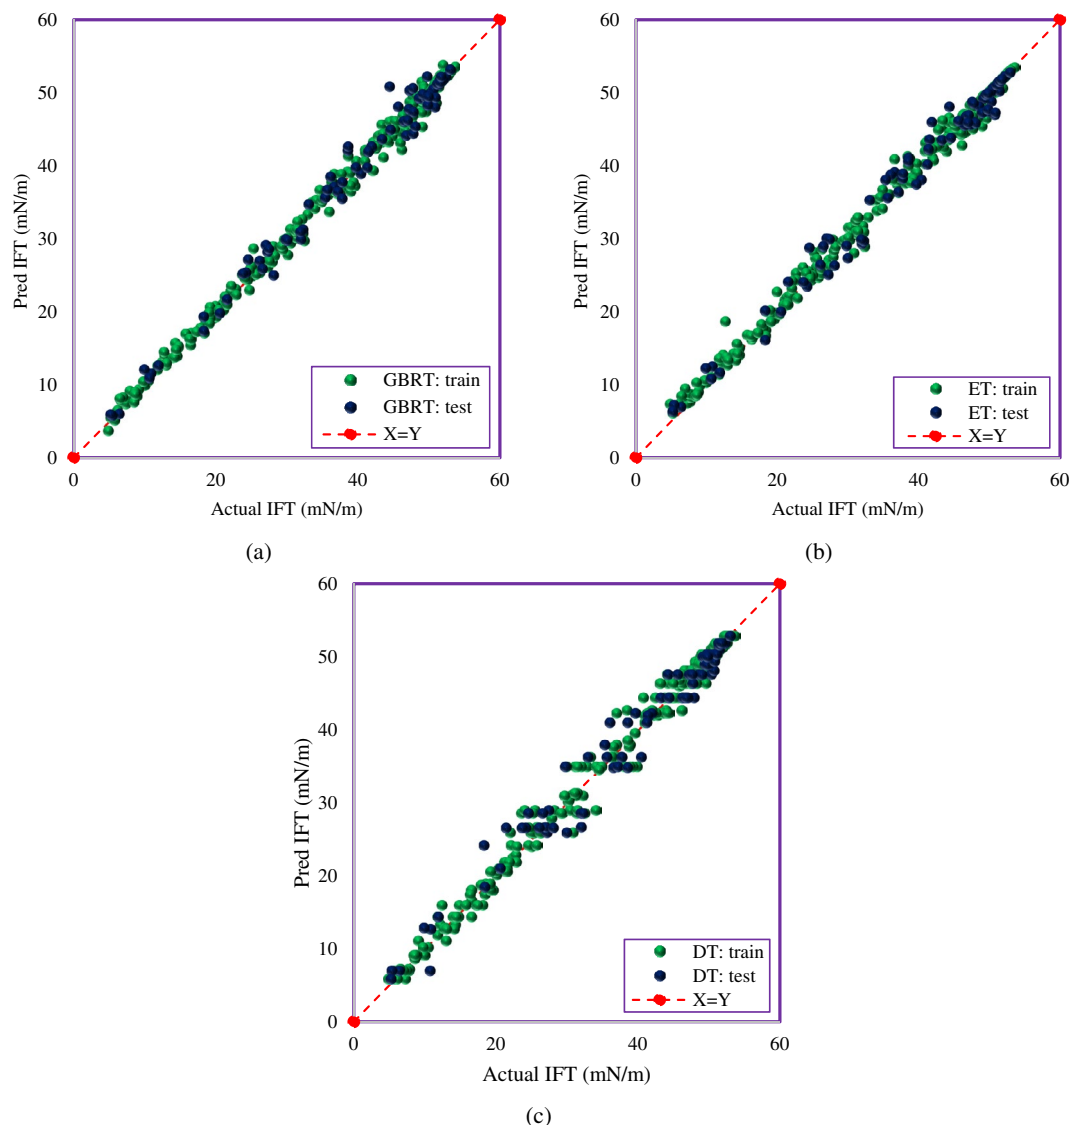 60
50
40
30
20
10
0
Pred IFT (mN/m)
GBRT: train
GBRT: test
X=Y
0 20 40 60
Actual IFT (mN/m)
(a)
60
50
40
30
20
10
0
Pred IFT (mN/m)
ET: train
ET: test
X=Y
0 20 40 60
Actual IFT (mN/m)
(b)
60
50
40
30
20
10
0
Pred IFT (mN/m)
DT: train
DT: test
X=Y
0 20 40 60
Actual IFT (mN/m)
(c)